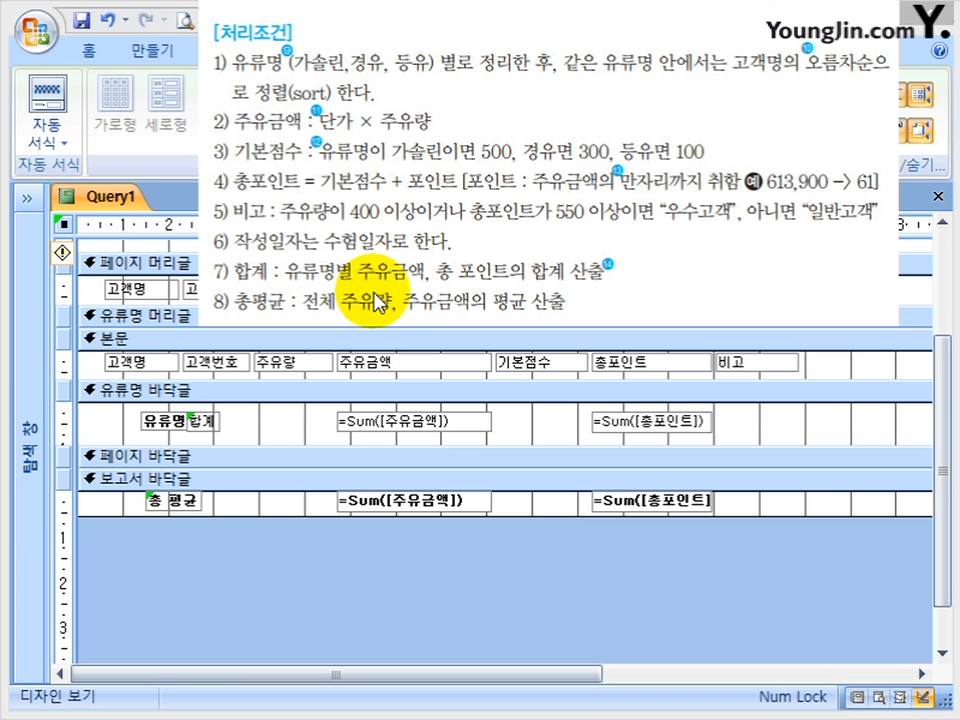 YoungJin.com Y.
[처리조건]
1) 유류명⑨(가솔린,경유, 등유) 별로 정리한 후, 같은 유류명 안에서는 고객명의⑩오름차순으
로 정렬(sort) 한다.
2) 주유금액 :⑪단가 × 주유량
3) 기본점수 :⑫유류명이 가솔린이면 500, 경유면 300, 등유면 100
4) 총포인트 = 기본점수 + 포인트 [포인트 : 주유금액의⑬만자리까지 취함 예 613,900 -> 61]
5) 비고 : 주유량이 400 이상이거나 총포인트가 550 이상이면 “우수고객”, 아니면 “일반고객”
6) 작성일자는 수험일자로 한다.
7) 합계 : 유류명별 주유금액, 총 포인트의 합계 산출⑭
8) 총평균 : 전체 주유량, 주유금액의 평균 산출
홈 만들기
자동 서식
가로형 세로형
자동 서식
/숨기...
Query1
탐색 창
페이지 머리글
고객명
유류명 머리글
본문
고객명 고객번호 주유량 주유금액 기본점수 총포인트 비고
유류명 바닥글
유류명 합계 =Sum([주유금액]) =Sum([총포인트])
페이지 바닥글
보고서 바닥글
총 평균 =Sum([주유금액]) =Sum([총포인트]
1 2
1
2
3
디자인 보기 Num Lock